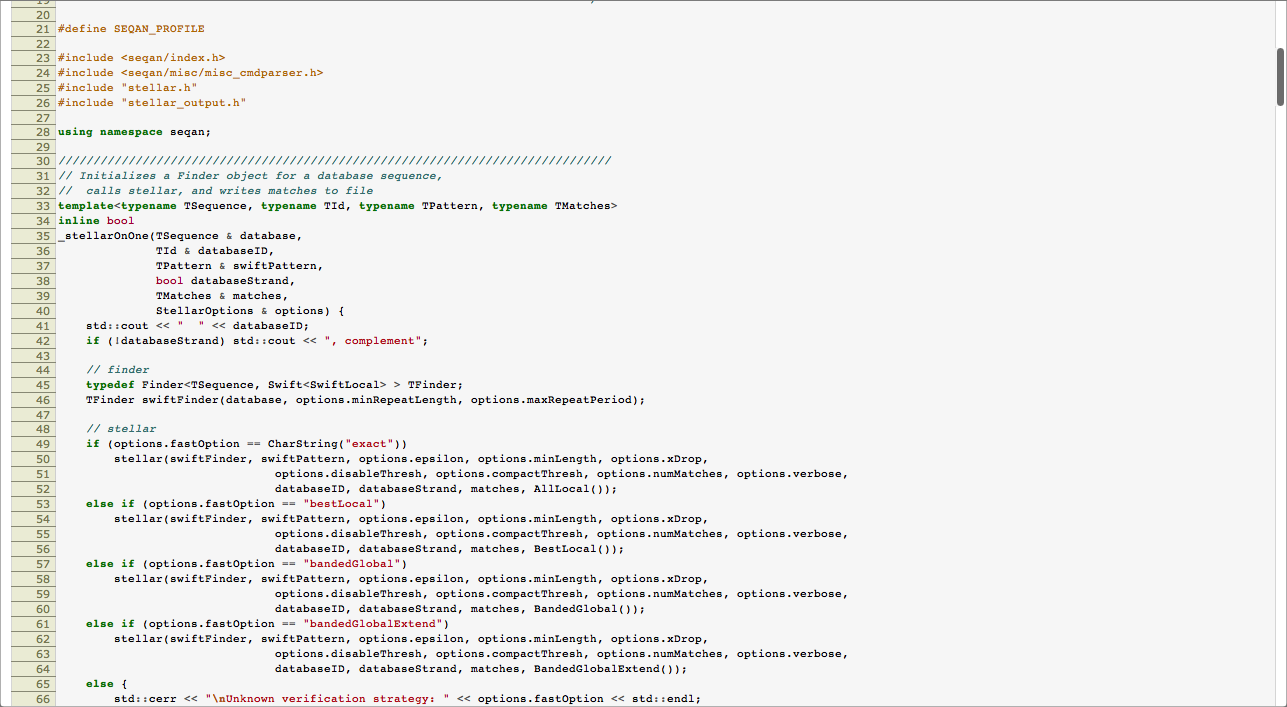 20
21 #define SEQAN_PROFILE
22
23 #include <seqan/index.h>
24 #include <seqan/misc/misc_cmdparser.h>
25 #include "stellar.h"
26 #include "stellar_output.h"
27
28 using namespace seqan;
29
30 ///////////////////////////////////////////////////////////////////////////////
31 // Initializes a Finder object for a database sequence,
32 //  calls stellar, and writes matches to file
33 template<typename TSequence, typename TId, typename TPattern, typename TMatches>
34 inline bool
35 _stellarOnOne(TSequence & database,
36               TId & databaseID,
37               TPattern & swiftPattern,
38               bool databaseStrand,
39               TMatches & matches,
40               StellarOptions & options) {
41     std::cout << "  " << databaseID;
42     if (!databaseStrand) std::cout << ", complement";
43
44     // finder
45     typedef Finder<TSequence, Swift<SwiftLocal> > TFinder;
46     TFinder swiftFinder(database, options.minRepeatLength, options.maxRepeatPeriod);
47
48     // stellar
49     if (options.fastOption == CharString("exact"))
50         stellar(swiftFinder, swiftPattern, options.epsilon, options.minLength, options.xDrop,
51                                options.disableThresh, options.compactThresh, options.numMatches, options.verbose,
52                                databaseID, databaseStrand, matches, AllLocal());
53     else if (options.fastOption == "bestLocal")
54         stellar(swiftFinder, swiftPattern, options.epsilon, options.minLength, options.xDrop,
55                                options.disableThresh, options.compactThresh, options.numMatches, options.verbose,
56                                databaseID, databaseStrand, matches, BestLocal());
57     else if (options.fastOption == "bandedGlobal")
58         stellar(swiftFinder, swiftPattern, options.epsilon, options.minLength, options.xDrop,
59                                options.disableThresh, options.compactThresh, options.numMatches, options.verbose,
60                                databaseID, databaseStrand, matches, BandedGlobal());
61     else if (options.fastOption == "bandedGlobalExtend")
62         stellar(swiftFinder, swiftPattern, options.epsilon, options.minLength, options.xDrop,
63                                options.disableThresh, options.compactThresh, options.numMatches, options.verbose,
64                                databaseID, databaseStrand, matches, BandedGlobalExtend());
65     else {
66         std::cerr << "\nUnknown verification strategy: " << options.fastOption << std::endl;